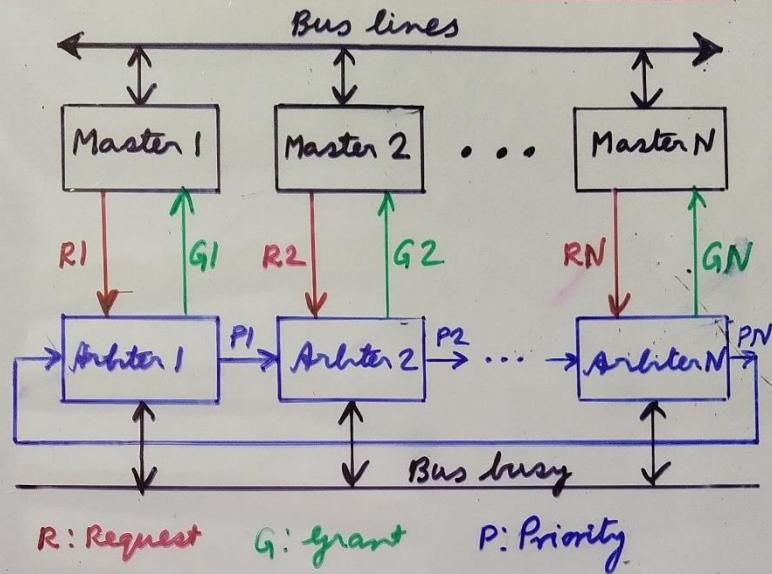 Bus lines
Master 1 Master 2 ... Master N
R1 G1 R2 G2 RN GN
Arbiter 1 P1 Arbiter 2 P2 ... Arbiter N PN
Bus busy
R: Request G: Grant P: Priority